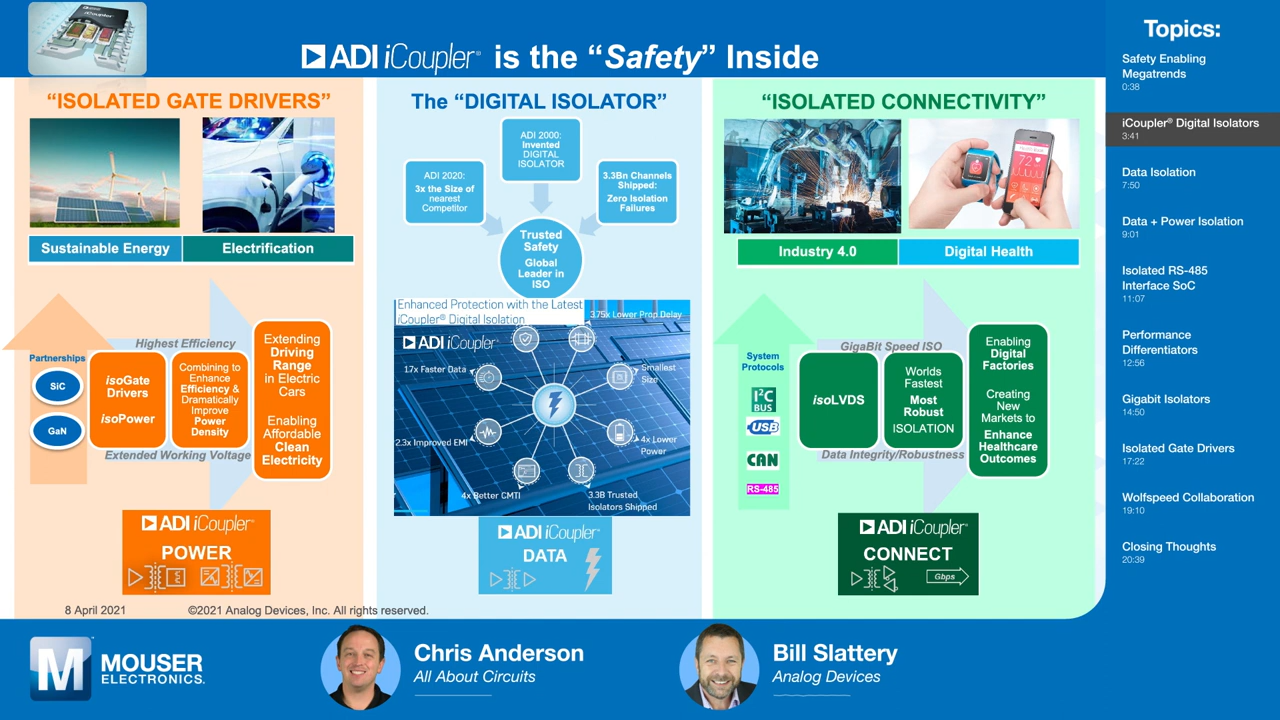 iCoupler
ADI iCoupler® is the “Safety” Inside
“ISOLATED GATE DRIVERS”
Sustainable Energy
Electrification
Partnerships
SiC
GaN
Highest Efficiency
isoGate
Drivers
isoPower
Combining to
Enhance
Efficiency &
Dramatically
Improve
Power
Density
Extended Working Voltage
Extending
Driving
Range
in Electric
Cars
Enabling
Affordable
Clean
Electricity
ADI iCoupler®
POWER
The “DIGITAL ISOLATOR”
ADI 2000:
Invented
DIGITAL
ISOLATOR
ADI 2020:
3x the Size of
nearest
Competitor
3.3Bn Channels
Shipped:
Zero Isolation
Failures
Trusted
Safety
Global
Leader in
ISO
Enhanced Protection with the Latest
iCoupler® Digital Isolation
3.75x Lower Prop Delay
ADI iCoupler®
1.7x Faster Data
Smallest
Size
2.3x Improved EMI
4x Lower
Power
4x Better CMTI
3.3B Trusted
Isolators Shipped
ADI iCoupler®
DATA
“ISOLATED CONNECTIVITY”
Industry 4.0
Digital Health
72
System
Protocols
I²C
BUS
USB
CAN
RS-485
GigaBit Speed ISO
isoLVDS
Worlds
Fastest
Most
Robust
ISOLATION
Data Integrity/Robustness
Enabling
Digital
Factories
Creating
New
Markets to
Enhance
Healthcare
Outcomes
ADI iCoupler®
CONNECT
Gbps
8 April 2021
©2021 Analog Devices, Inc. All rights reserved.
Topics:
Safety Enabling
Megatrends
0:38
iCoupler® Digital Isolators
3:41
Data Isolation
7:50
Data + Power Isolation
9:01
Isolated RS-485
Interface SoC
11:07
Performance
Differentiators
12:56
Gigabit Isolators
14:50
Isolated Gate Drivers
17:22
Wolfspeed Collaboration
19:10
Closing Thoughts
20:39
M
MOUSER
ELECTRONICS.
Chris Anderson
All About Circuits
Bill Slattery
Analog Devices